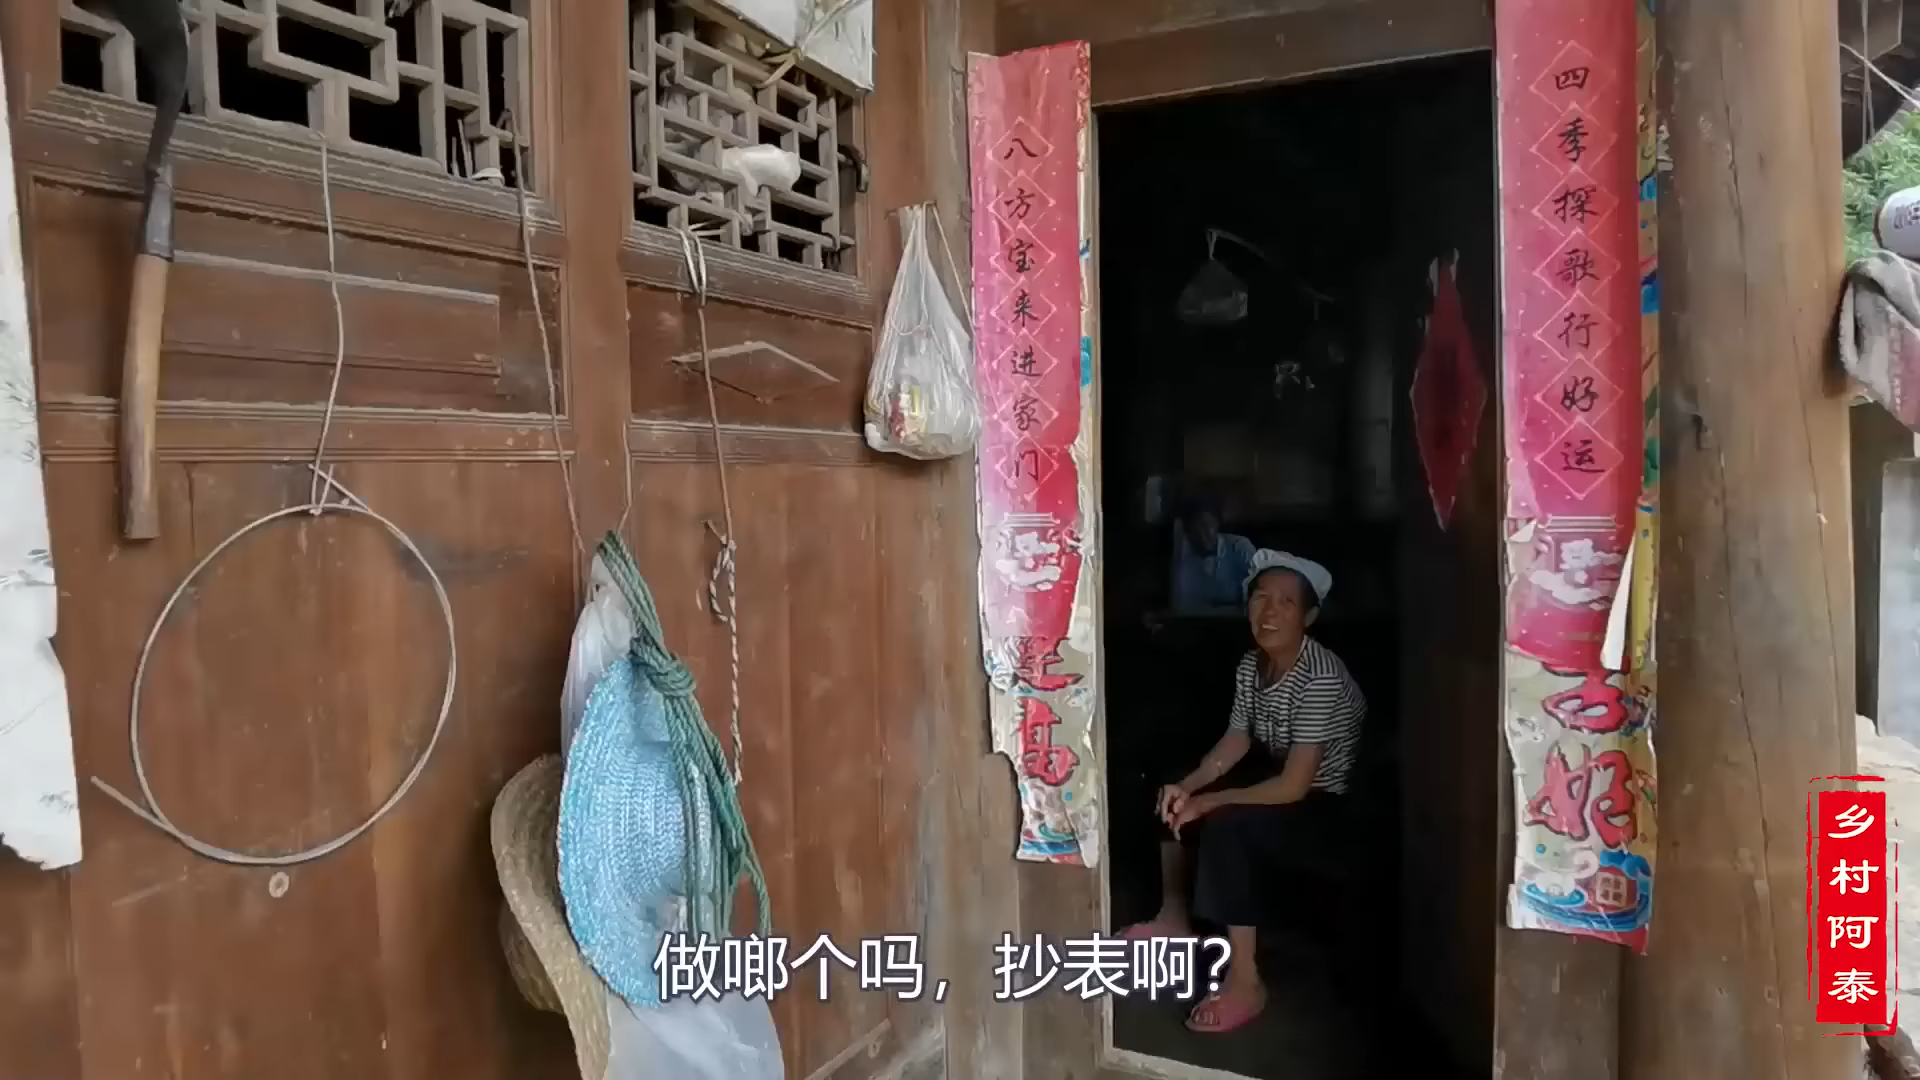 八方宝来进家门
四季探歌行好运
高
乡村阿泰
做啷个吗，抄表啊？